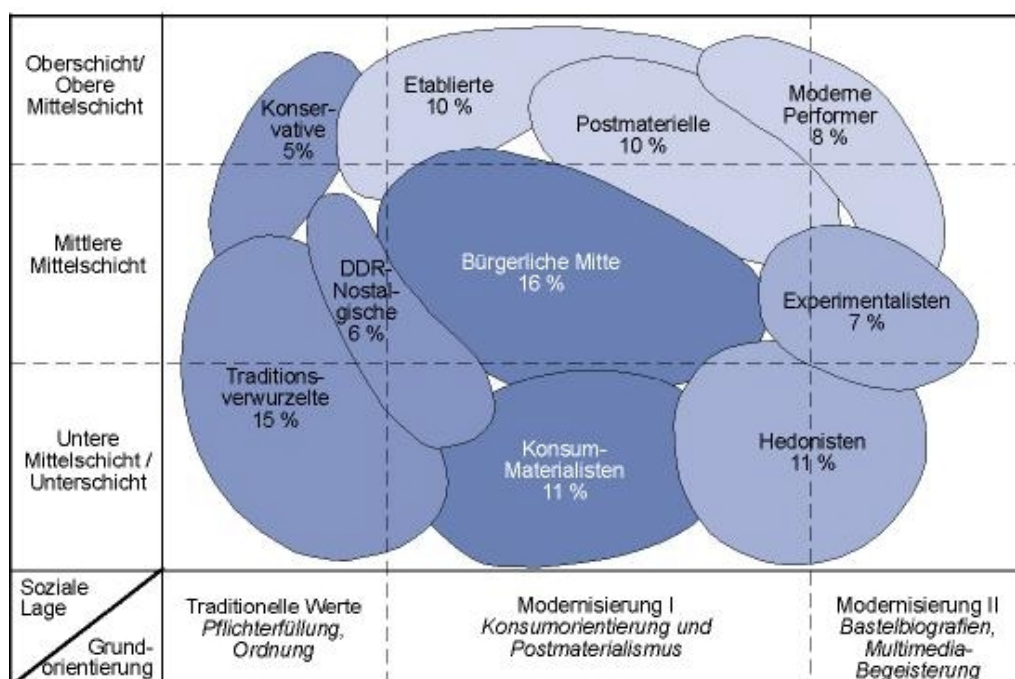 Oberschicht/
Obere
Mittelschicht
Konser-
vative
5%
Etablierte
10 %
Postmaterielle
10 %
Moderne
Performer
8 %
Mittlere
Mittelschicht
DDR-
Nostal-
gische
6 %
Bürgerliche Mitte
16 %
Experimentalisten
7 %
Untere
Mittelschicht /
Unterschicht
Traditions-
verwurzelte
15 %
Konsum-
Materialisten
11 %
Hedonisten
11 %
Soziale
Lage
Grund-
orientierung
Traditionelle Werte
Pflichterfüllung,
Ordnung
Modernisierung I
Konsumorientierung und
Postmaterialismus
Modernisierung II
Bastelbiografien,
Multimedia-
Begeisterung